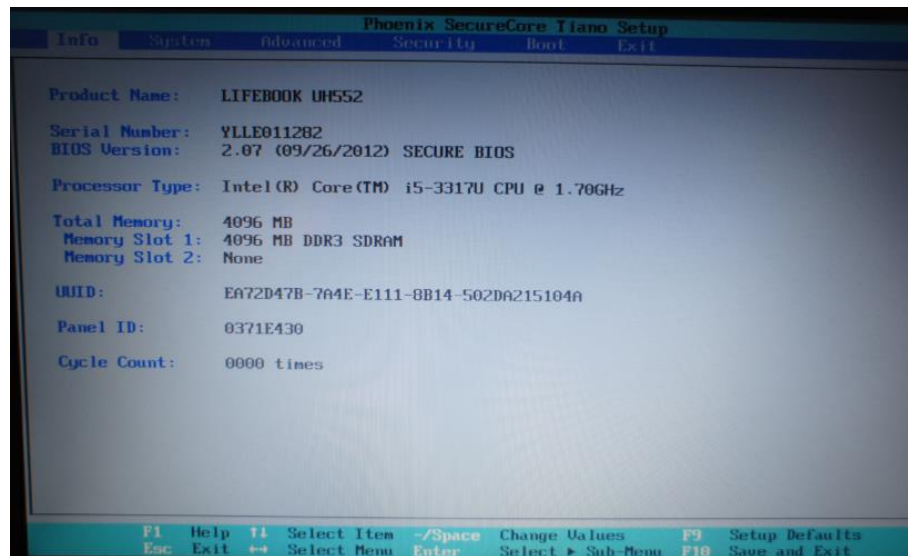 Phoenix SecureCore Tiano Setup
Info System Advanced Security Boot Exit
Product Name: LIFEBOOK UH552
Serial Number: YLLE011282
BIOS Version: 2.07 (09/26/2012) SECURE BIOS
Processor Type: Intel(R) Core(TM) i5-3317U CPU @ 1.70GHz
Total Memory: 4096 MB
Memory Slot 1: 4096 MB DDR3 SDRAM
Memory Slot 2: None
UUID: EA72D47B-7A4E-E111-8B14-502DA215104A
Panel ID: 0371E430
Cycle Count: 0000 times
F1 Help ↑↓ Select Item -/Space Change Values F9 Setup Defaults
Esc Exit ↔ Select Menu Enter Select ► Sub-Menu F10 Save and Exit